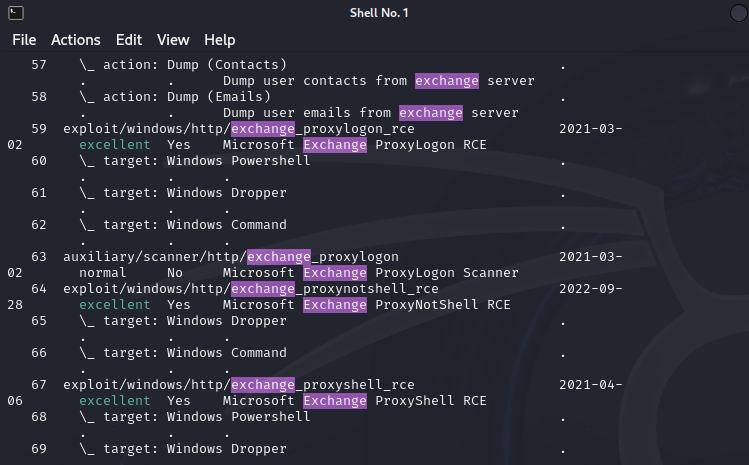 Shell No. 1
File Actions Edit View Help
57 \_ action: Dump (Contacts) .
. . Dump user contacts from exchange server
58 \_ action: Dump (Emails) .
. . Dump user emails from exchange server
59 exploit/windows/http/exchange_proxylogon_rce 2021-03-
02 excellent Yes Microsoft Exchange ProxyLogon RCE
60 \_ target: Windows Powershell .
. . .
61 \_ target: Windows Dropper .
. . .
62 \_ target: Windows Command .
. . .
63 auxiliary/scanner/http/exchange_proxylogon 2021-03-
02 normal No Microsoft Exchange ProxyLogon Scanner
64 exploit/windows/http/exchange_proxynotshell_rce 2022-09-
28 excellent Yes Microsoft Exchange ProxyNotShell RCE
65 \_ target: Windows Dropper .
. . .
66 \_ target: Windows Command .
. . .
67 exploit/windows/http/exchange_proxyshell_rce 2021-04-
06 excellent Yes Microsoft Exchange ProxyShell RCE
68 \_ target: Windows Powershell .
. . .
69 \_ target: Windows Dropper .